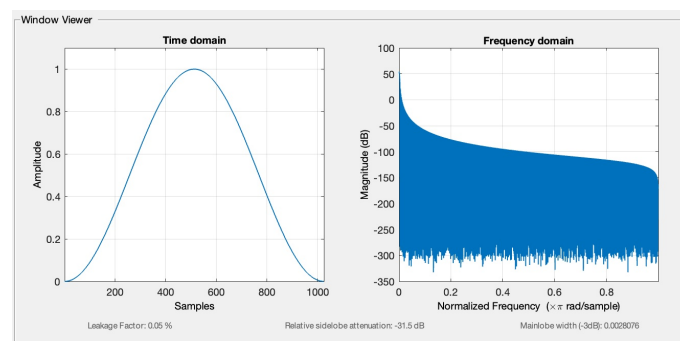 Window Viewer
Time domain
1
0.8
0.6
0.4
0.2
0
200
400
600
800
1000
Amplitude
Samples
Frequency domain
100
50
0
-50
-100
-150
-200
-250
-300
-350
0
0.2
0.4
0.6
0.8
Magnitude (dB)
Normalized Frequency (×π rad/sample)
Leakage Factor: 0.05 %
Relative sidelobe attenuation: -31.5 dB
Mainlobe width (-3dB): 0.0028076